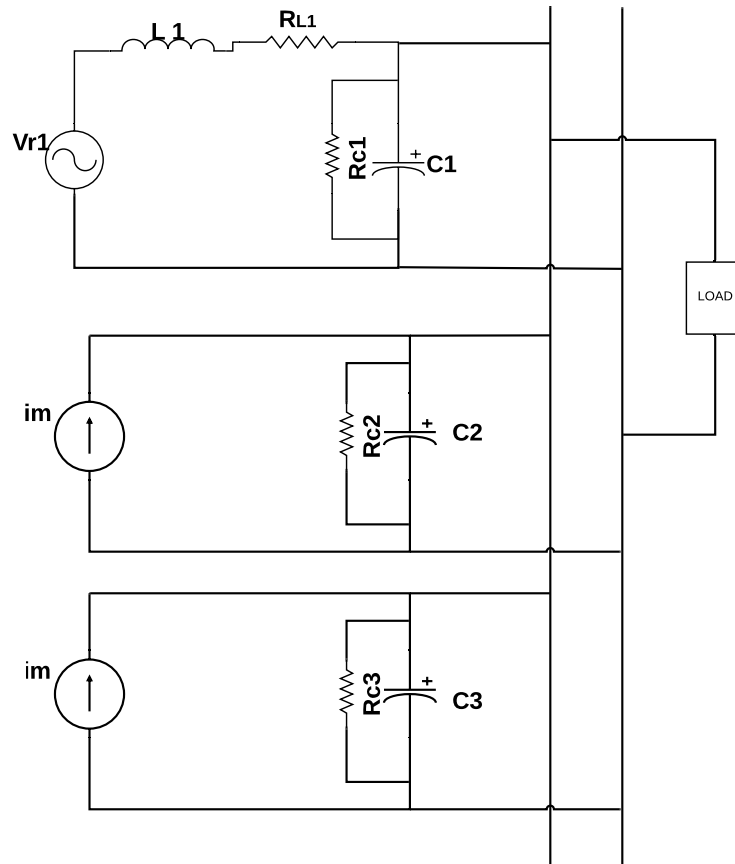 L 1
RL1
Vr1
Rc1
+
C1
LOAD
im
Rc2
+
C2
im
Rc3
+
C3